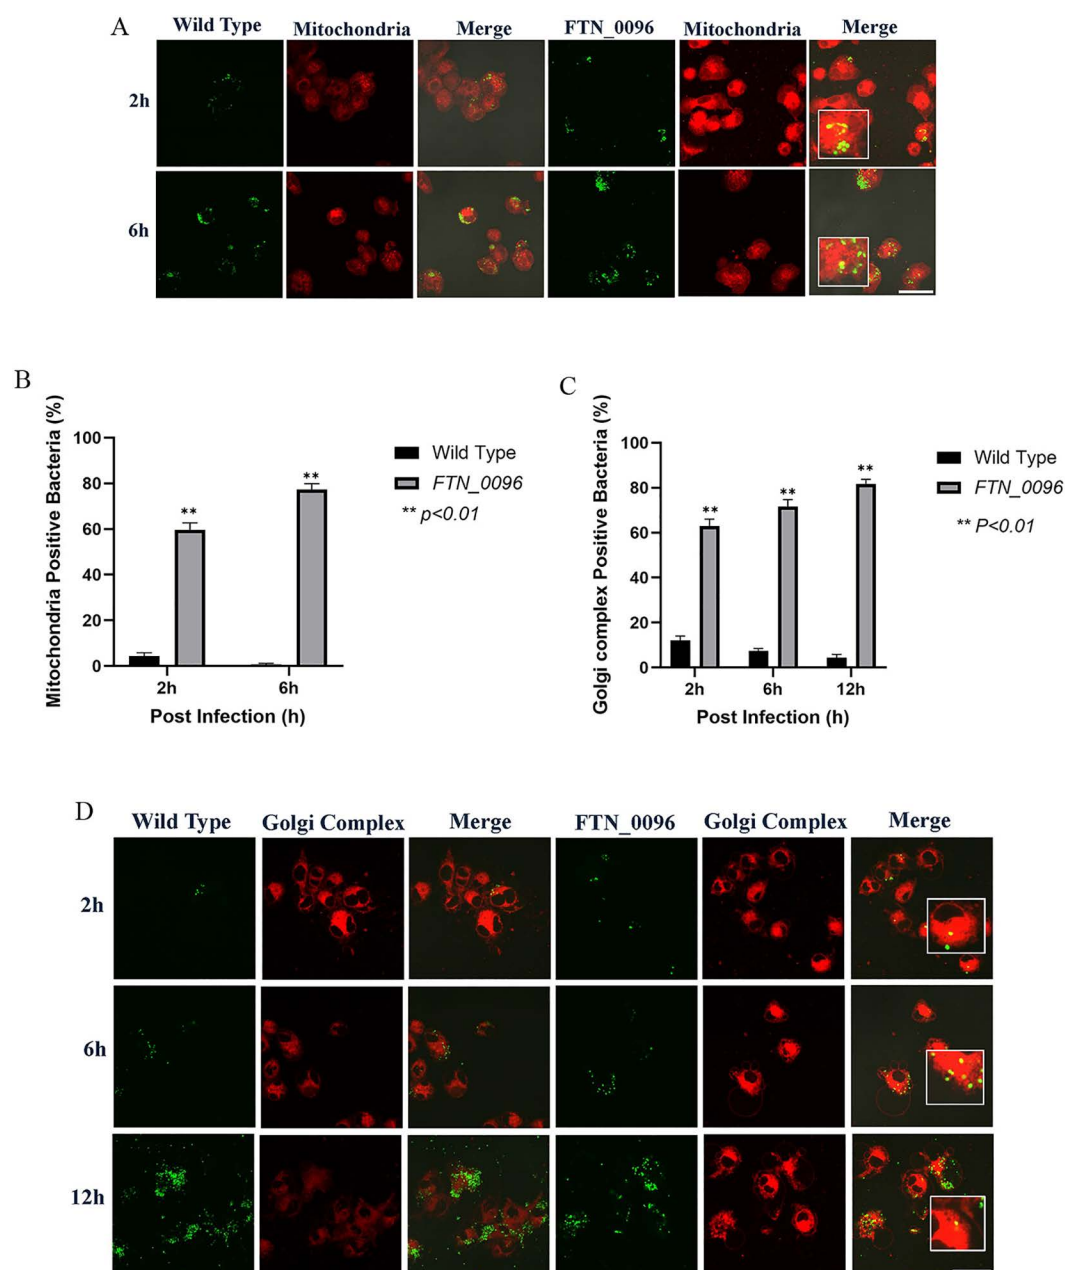 A
Wild Type Mitochondria Merge FTN_0096 Mitochondria Merge
2h
6h
B
Mitochondria Positive Bacteria (%)
100
80
60
40
20
0
** **
2h 6h
Post Infection (h)
Wild Type
FTN_0096
** p<0.01
C
Golgi complex Positive Bacteria (%)
100
80
60
40
20
0
** ** **
2h 6h 12h
Post Infection (h)
Wild Type
FTN_0096
** P<0.01
D
Wild Type Golgi Complex Merge FTN_0096 Golgi Complex Merge
2h
6h
12h